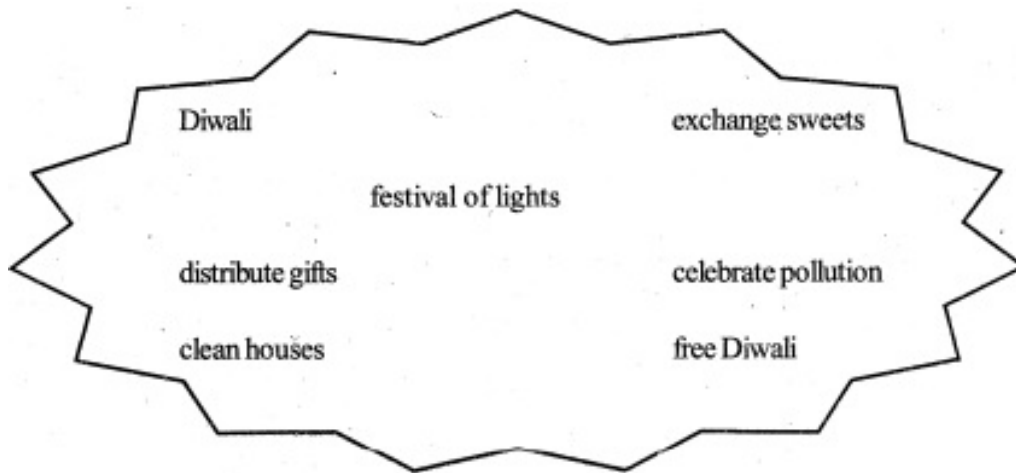 Diwali
exchange sweets
festival of lights
distribute gifts
celebrate pollution
clean houses
free Diwali